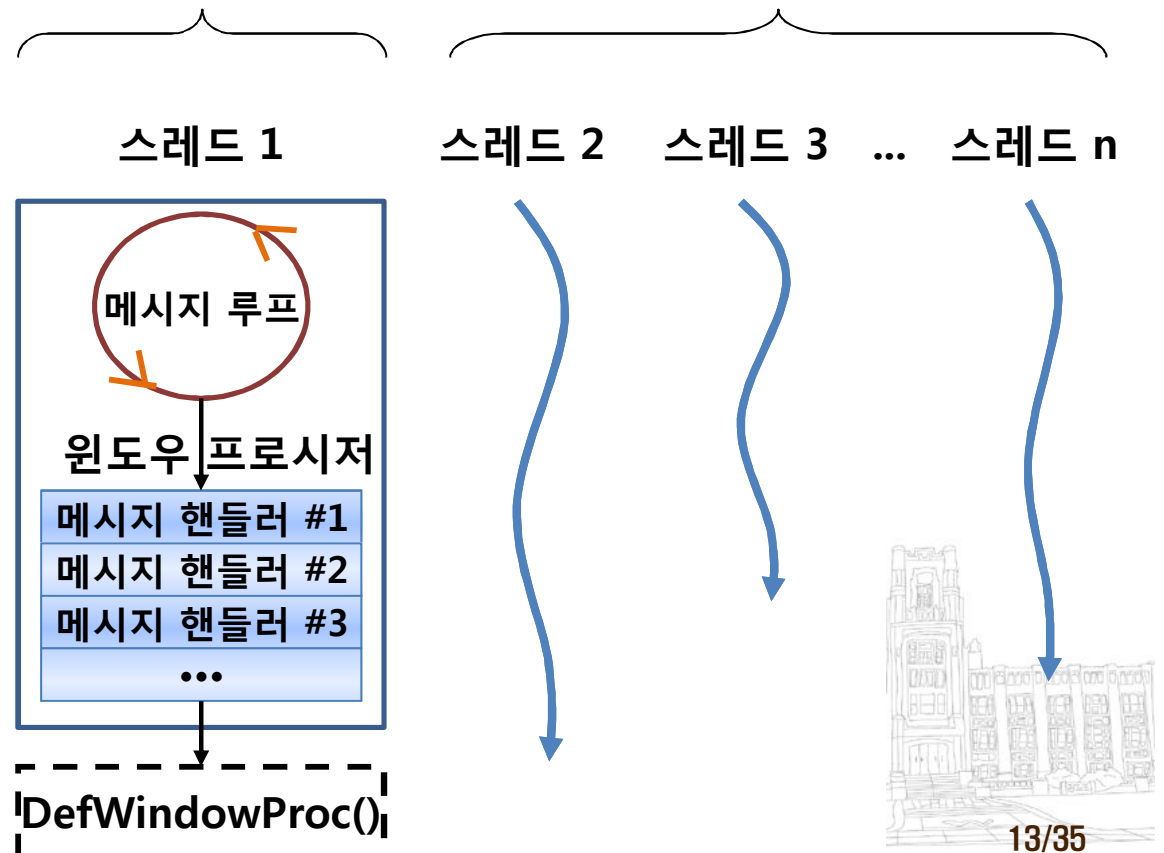 스레드 1 스레드 2 스레드 3 ... 스레드 n
메시지 루프
윈도우 프로시저
메시지 핸들러 #1
메시지 핸들러 #2
메시지 핸들러 #3
...
DefWindowProc()
13/35